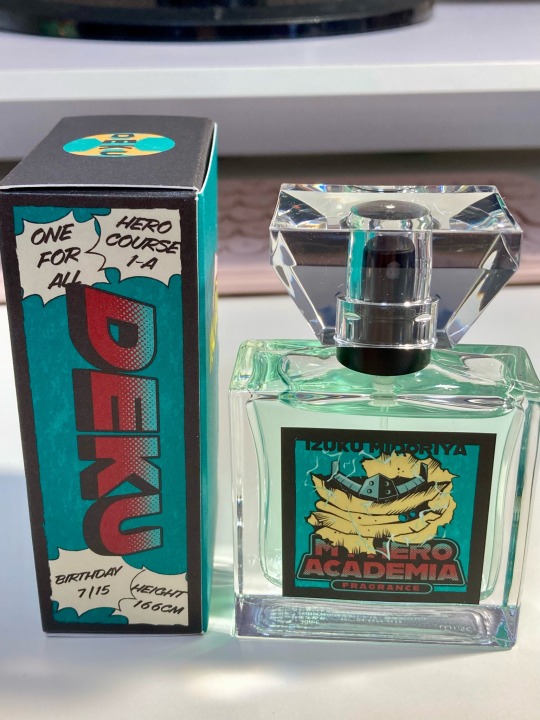 DEKU
ONE
FOR
ALL
HERO
COURSE
1-A
DEKU
BIRTHDAY
7/15
HEIGHT
166CM
IZUKU MIDORIYA
MY HERO
ACADEMIA
FRAGRANCE